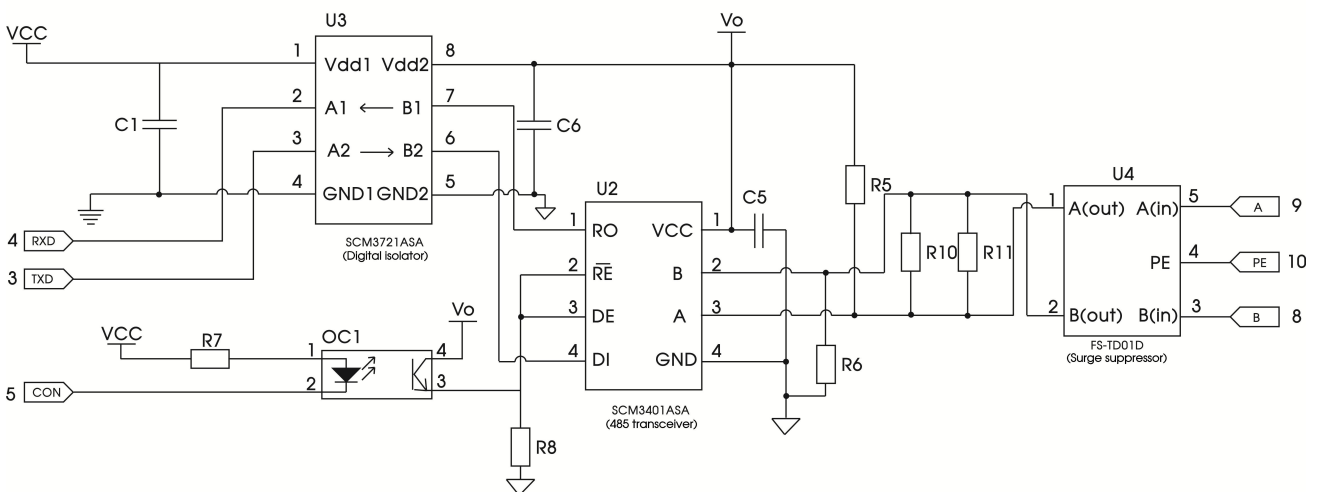 VCC
U3
Vo
1 Vdd1 Vdd2 8
2 A1 B1 7
3 A2 B2 6
4 GND1 GND2 5
C1
C6
SCM3721ASA
(Digital isolator)
4 RXD
3 TXD
U2
1 RO VCC 1
2 RE B 2
3 DE A 3
4 DI GND 4
SCM3401ASA
(485 transceiver)
C5
R5
R6
R10
R11
U4
1 A(out) A(in) 5
PE 4
2 B(out) B(in) 3
FS-TD01D
(Surge suppressor)
A 9
PE 10
B 8
VCC
R7
OC1
Vo
1 4
2 3
5 CON
R8